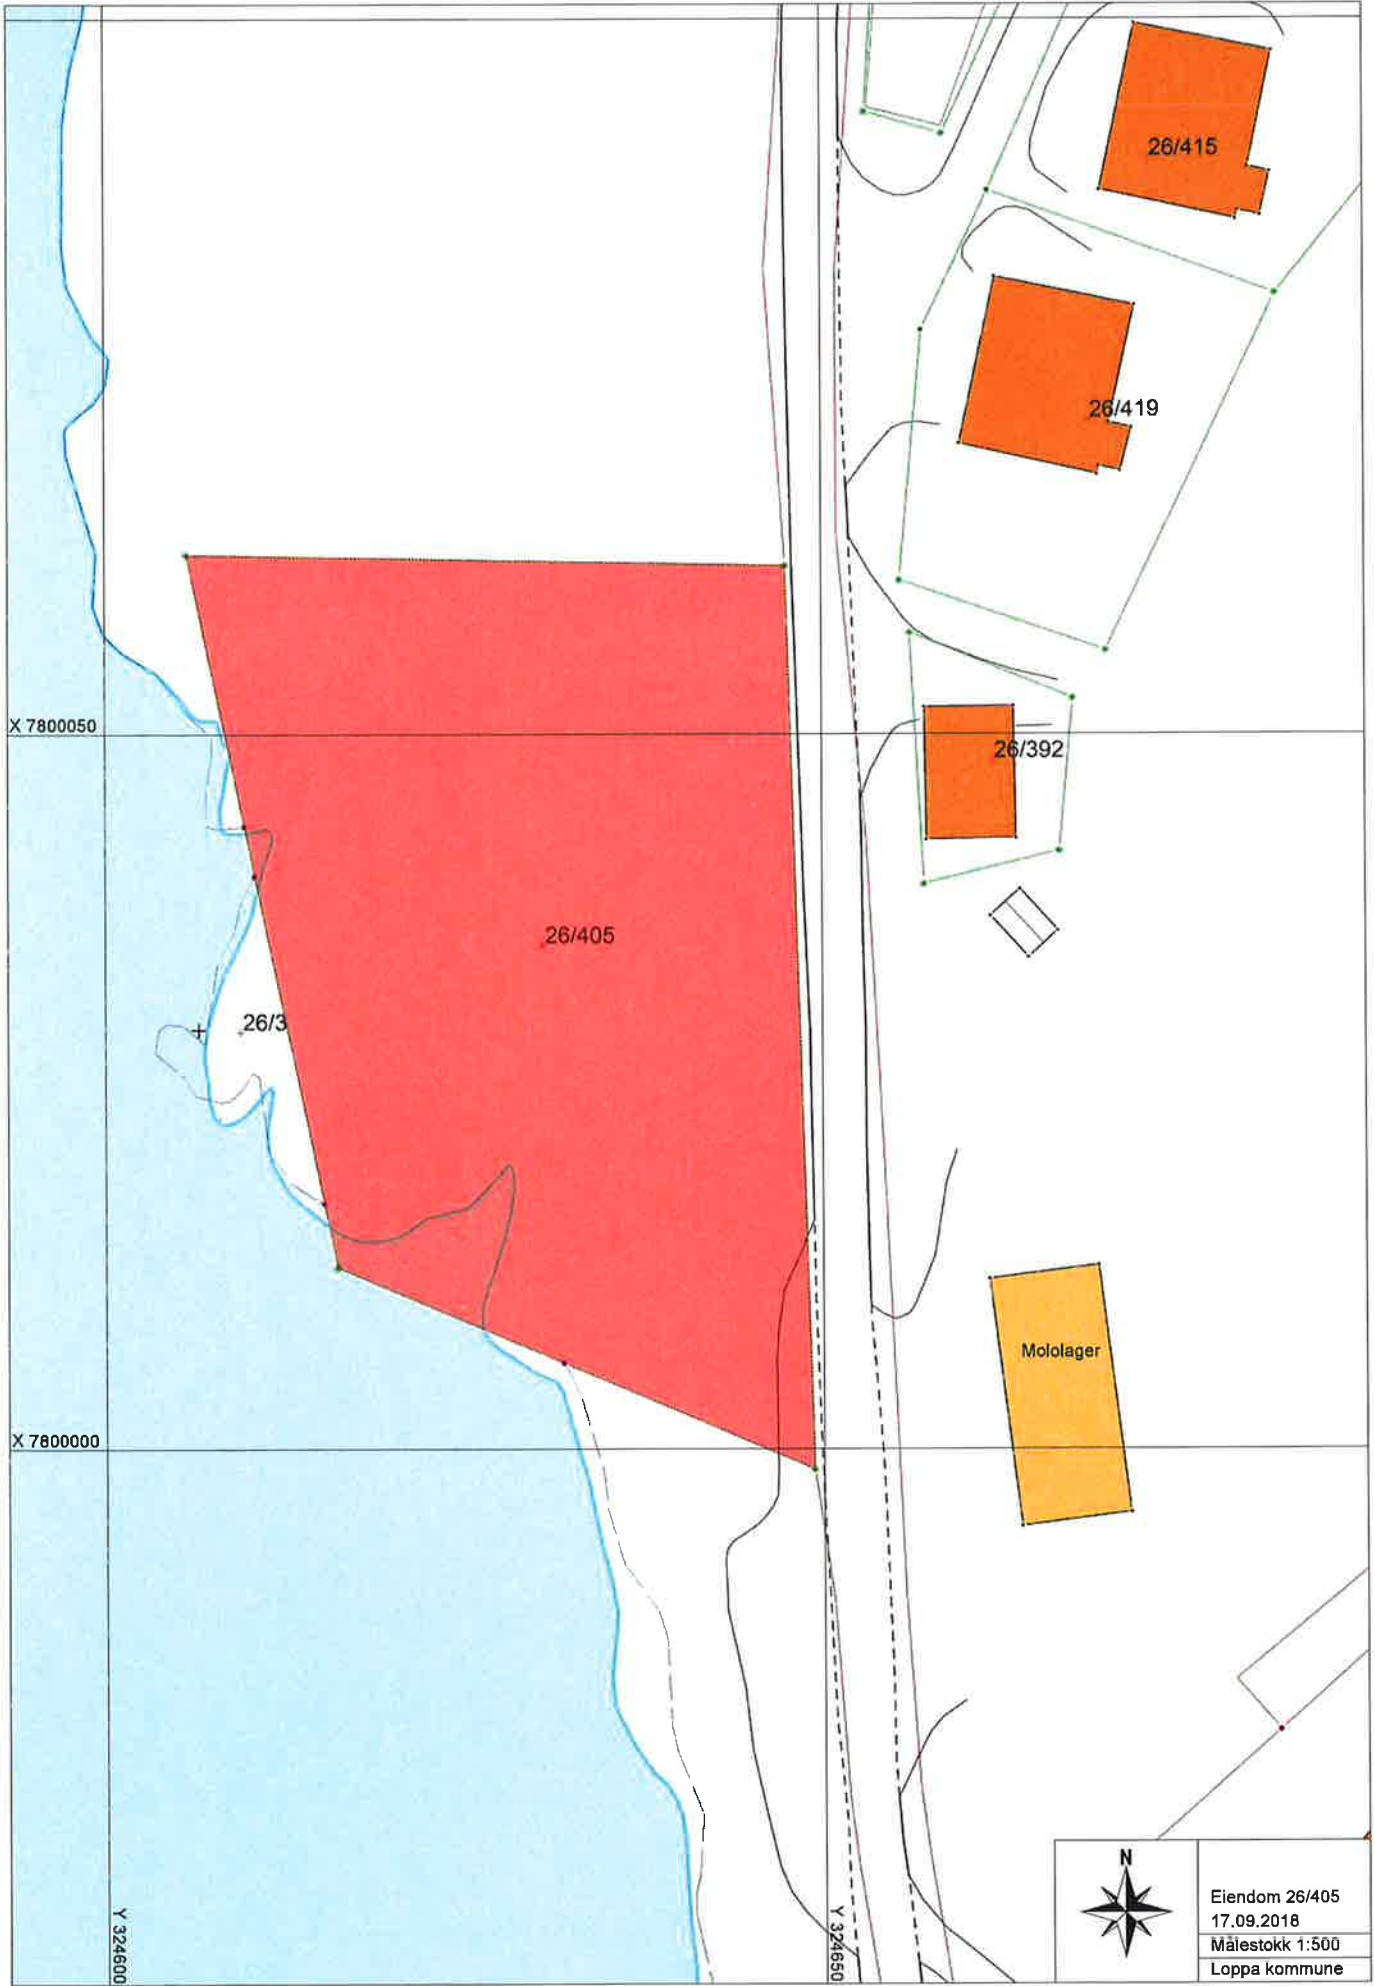 26/415
26/419
X 7800050
26/392
26/405
26/3
Mololager
X 7800000
Y 324600
Y 324650
N
Eiendom 26/405
17.09.2018
Målestokk 1:500
Loppa kommune